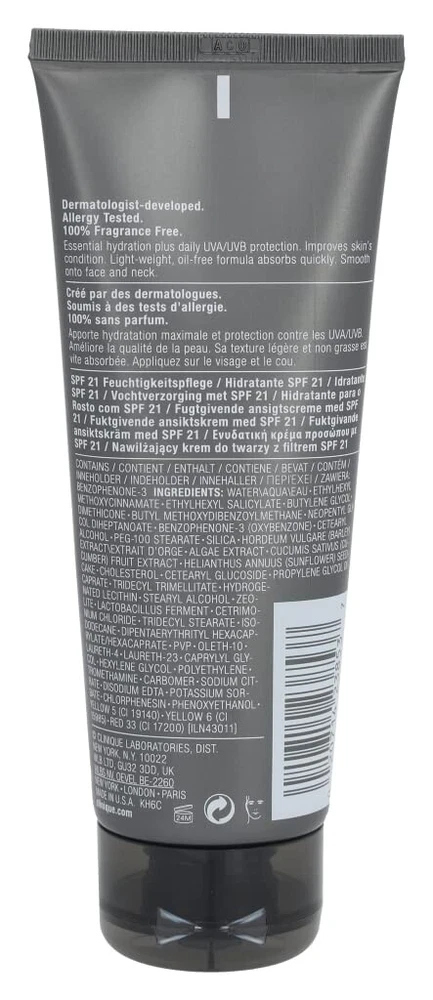 ACO
Dermatologist-developed.
Allergy Tested.
100% Fragrance Free.
Essential hydration plus daily UVA/UVB protection. Improves skin's
condition. Light-weight, oil-free formula absorbs quickly. Smooth
onto face and neck.
Créé par des dermatologues.
Soumis à des tests d'allergie.
100% sans parfum.
Apporte hydratation maximale et protection contre les UVA/UVB.
Améliore la qualité de la peau. Sa texture légère et non grasse est
vite absorbée. Appliquez sur le visage et le cou.
SPF 21 Feuchtigkeitspflege / Hidratante SPF 21 / Idratante
SPF 21 / Vochtverzorging met SPF 21 / Hidratante para o
Rosto com SPF 21 / Fugtgivende ansigtscreme med SPF
21 / Fuktgivende ansiktskrem med SPF 21 / Fuktgivande
ansiktskräm med SPF 21 / Ενυδατική κρέμα προσώπου με
SPF 21 / Nawilżający krem do twarzy z filtrem SPF 21
CONTAINS / CONTIENT / ENTHÄLT / CONTIENE / BEVAT / CONTÉM /
INNEHOLDER / INDEHOLDER / INNEHÅLLER / ΠΕΡΙΕΧΕΙ / ZAWIERA:
BENZOPHENONE-3 INGREDIENTS: WATER\AQUA\EAU • ETHYLHEXYL
METHOXYCINNAMATE • ETHYLHEXYL SALICYLATE • BUTYLENE GLYCOL •
DIMETHICONE • BUTYL METHOXYDIBENZOYLMETHANE • NEOPENTYL GLY-
COL DIHEPTANOATE • BENZOPHENONE-3 (OXYBENZONE) • CETEARYL
ALCOHOL • PEG-100 STEARATE • SILICA • HORDEUM VULGARE (BARLEY)
EXTRACT\EXTRAIT D'ORGE • ALGAE EXTRACT • CUCUMIS SATIVUS (CU-
CUMBER) FRUIT EXTRACT • HELIANTHUS ANNUUS (SUNFLOWER) SEED
CAKE • CHOLESTEROL • CETEARYL GLUCOSIDE • PROPYLENE GLYCOL DI-
CAPRATE • TRIDECYL TRIMELLITATE • HYDROGE-
NATED LECITHIN • STEARYL ALCOHOL • ZEO-
LITE • LACTOBACILLUS FERMENT • CETRIMO-
NIUM CHLORIDE • TRIDECYL STEARATE • ISO-
DODECANE • DIPENTAERYTHRITYL HEXACAP-
RYLATE/HEXACAPRATE • PVP • OLETH-10 •
LAURETH-4 • LAURETH-23 • CAPRYLYL GLY-
COL • HEXYLENE GLYCOL • POLYETHYLENE •
TROMETHAMINE • CARBOMER • SODIUM CIT-
RATE • DISODIUM EDTA • POTASSIUM SOR-
BATE • CHLORPHENESIN • PHENOXYETHANOL •
YELLOW 5 (CI 19140) • YELLOW 6 (CI
15985) • RED 33 (CI 17200) [ILN43011]
© CLINIQUE LABORATORIES, DIST.
NEW YORK, N.Y. 10022
MLB LTD, GU32 3DD, UK
ELBS MLOEVEL BE-2260
NEW YORK • LONDON • PARIS
MADE IN U.S.A. KH6C
clinique.com
24M